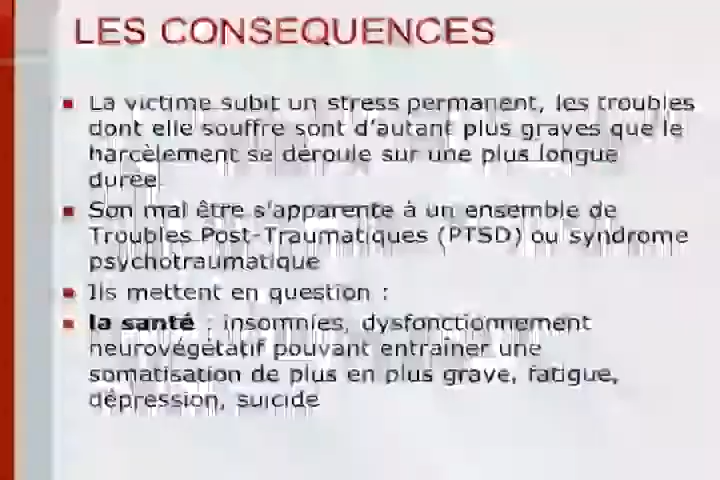 LES CONSEQUENCES
La victime subit un stress permanent, les troubles
dont elle souffre sont d'autant plus graves que le
harcèlement se déroule sur une plus longue
durée.
Son mal être s'apparente à un ensemble de
Troubles Post-Traumatiques (PTSD) ou syndrome
psychotraumatique
Ils mettent en question :
la santé : insomnies, dysfonctionnement
neurovégétatif pouvant entraîner une
somatisation de plus en plus grave, fatigue,
dépression, suicide